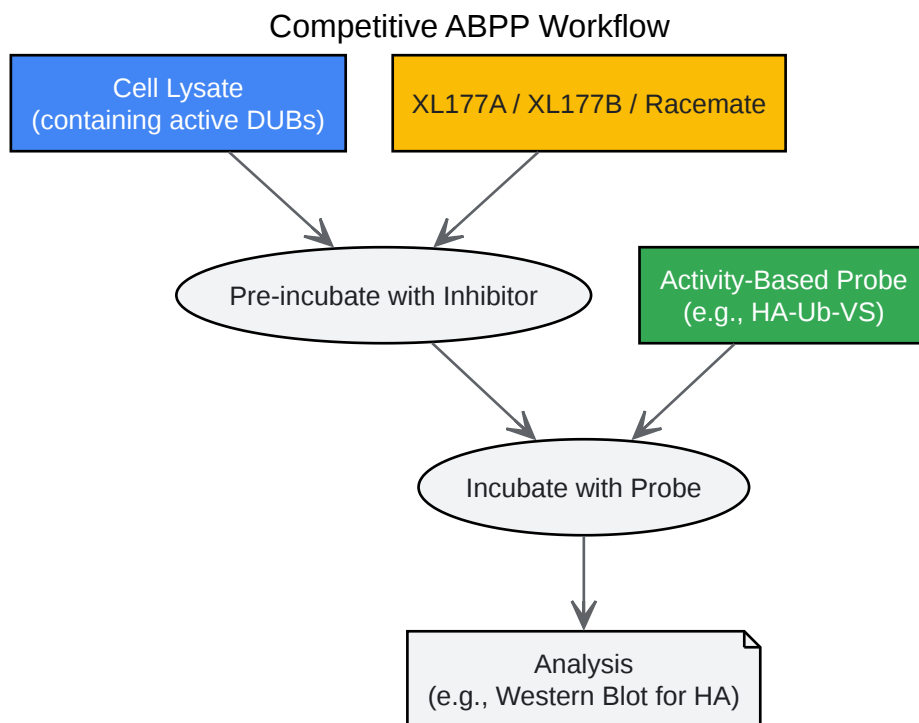 Competitive ABPP Workflow
Cell Lysate
(containing active DUBs)
XL177A / XL177B / Racemate
Pre-incubate with Inhibitor
Activity-Based Probe
(e.g., HA-Ub-VS)
Incubate with Probe
Analysis
(e.g., Western Blot for HA)